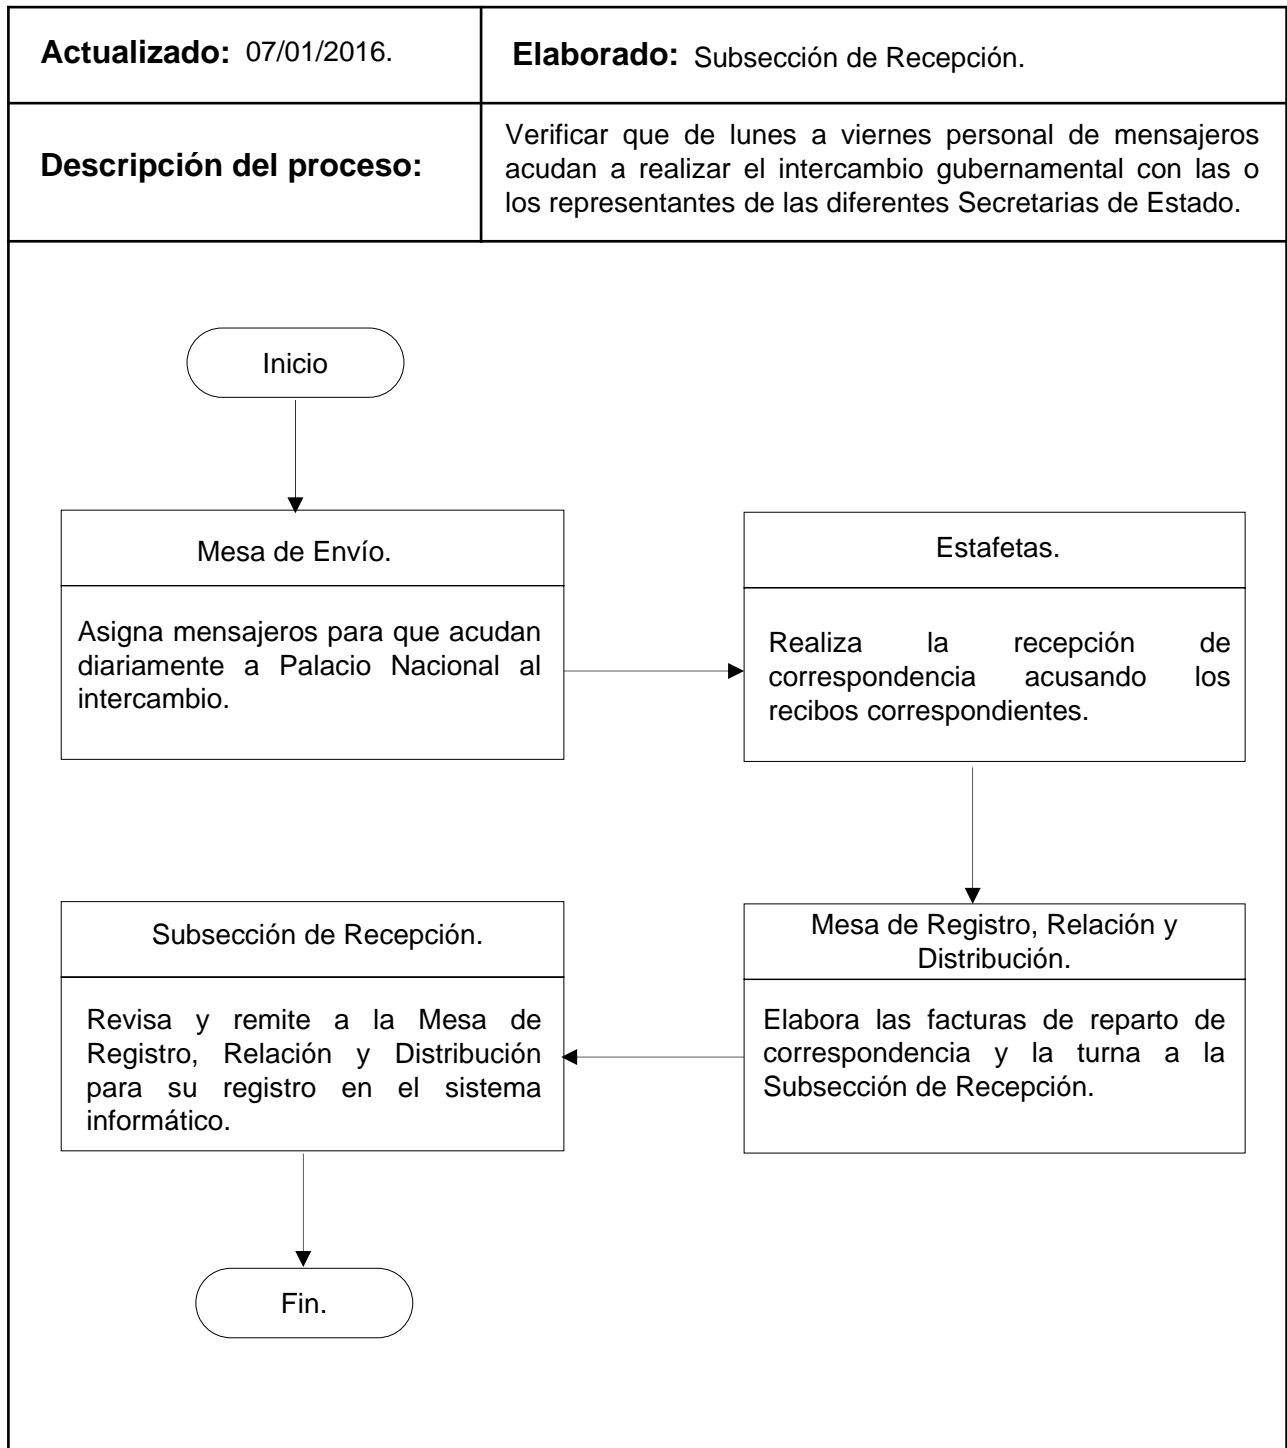 Actualizado: 07/01/2016.
Elaborado: Subsección de Recepción.
Descripción del proceso:
Verificar que de lunes a viernes personal de mensajeros
acudan a realizar el intercambio gubernamental con las o
los representantes de las diferentes Secretarias de Estado.
Inicio
Mesa de Envío.
Asigna mensajeros para que acudan
diariamente a Palacio Nacional al
intercambio.
Estafetas.
Realiza la recepción de
correspondencia acusando los
recibos correspondientes.
Mesa de Registro, Relación y
Distribución.
Elabora las facturas de reparto de
correspondencia y la turna a la
Subsección de Recepción.
Subsección de Recepción.
Revisa y remite a la Mesa de
Registro, Relación y Distribución
para su registro en el sistema
informático.
Fin.